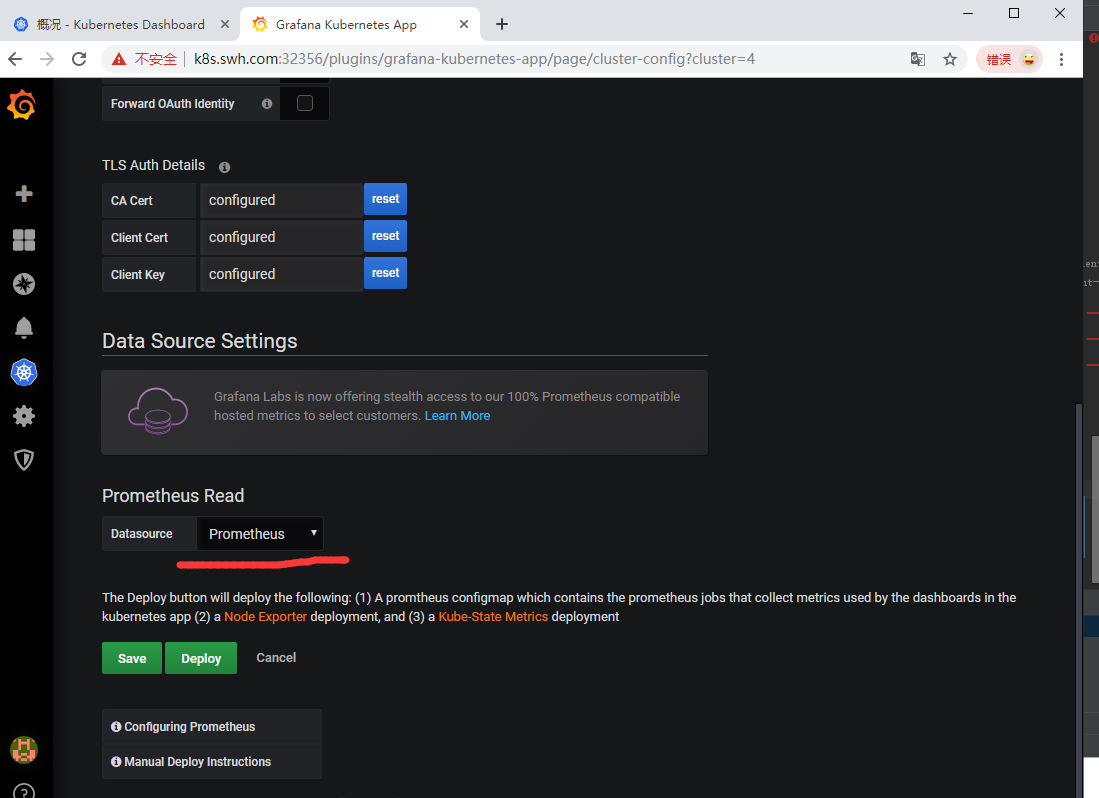 概况 - Kubernetes Dashboard
Grafana Kubernetes App
不安全 k8s.swh.com:32356/plugins/grafana-kubernetes-app/page/cluster-config?cluster=4
错误
Forward OAuth Identity
TLS Auth Details
CA Cert configured reset
Client Cert configured reset
Client Key configured reset
Data Source Settings
Grafana Labs is now offering stealth access to our 100% Prometheus compatible
hosted metrics to select customers. Learn More
Prometheus Read
Datasource Prometheus
The Deploy button will deploy the following: (1) A promtheus configmap which contains the prometheus jobs that collect metrics used by the dashboards in the
kubernetes app (2) a Node Exporter deployment, and (3) a Kube-State Metrics deployment
Save Deploy Cancel
Configuring Prometheus
Manual Deploy Instructions